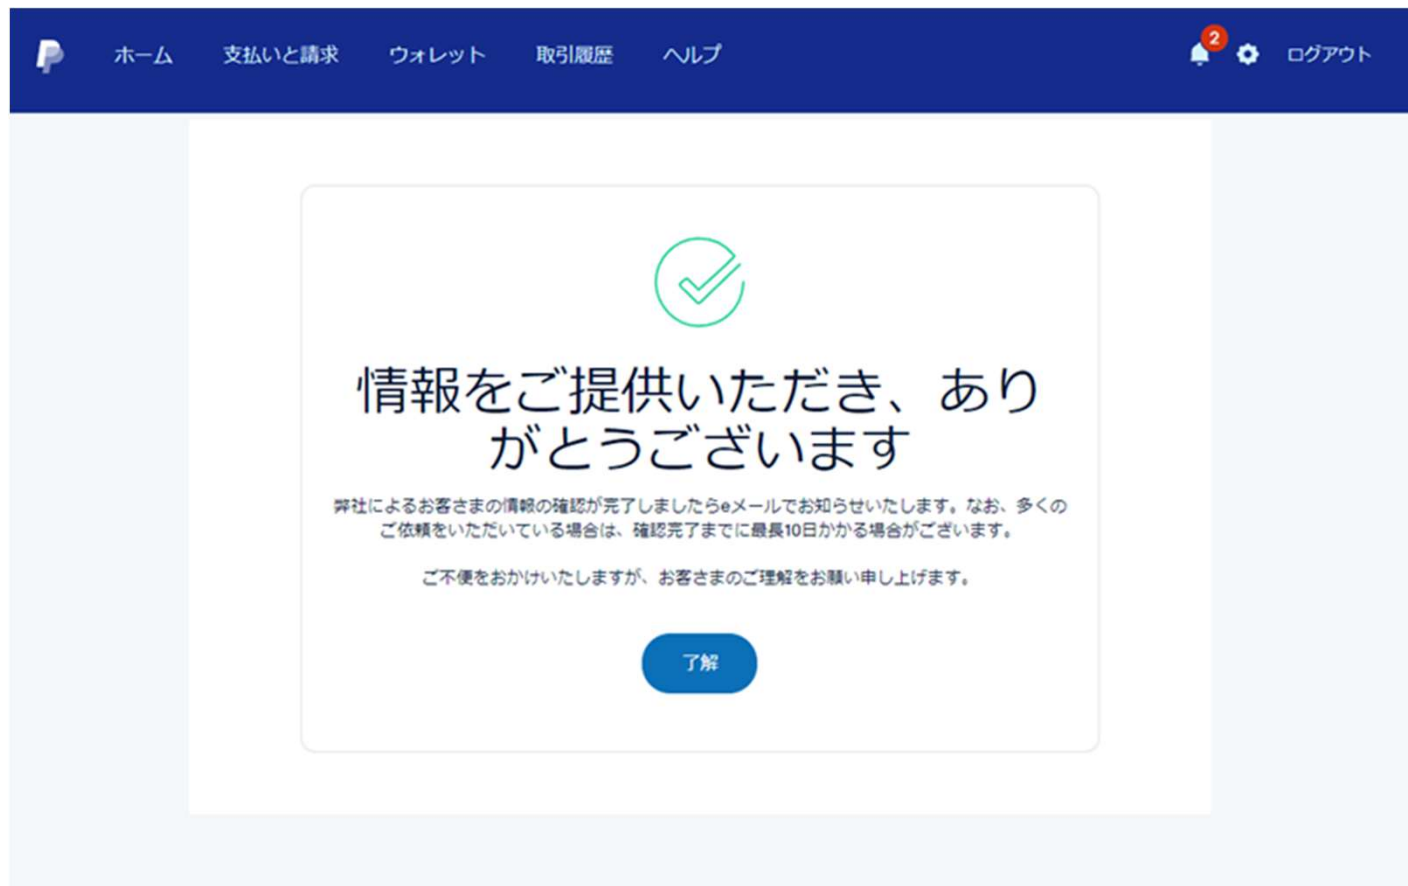 ホーム 支払いと請求 ウォレット 取引履歴 ヘルプ 2 ログアウト
情報をご提供いただき、あり
がとうございます
弊社によるお客さまの情報の確認が完了しましたらeメールでお知らせいたします。なお、多くの
ご依頼をいただいている場合は、確認完了までに最長10日かかる場合がございます。
ご不便をおかけいたしますが、お客さまのご理解をお願い申し上げます。
了解